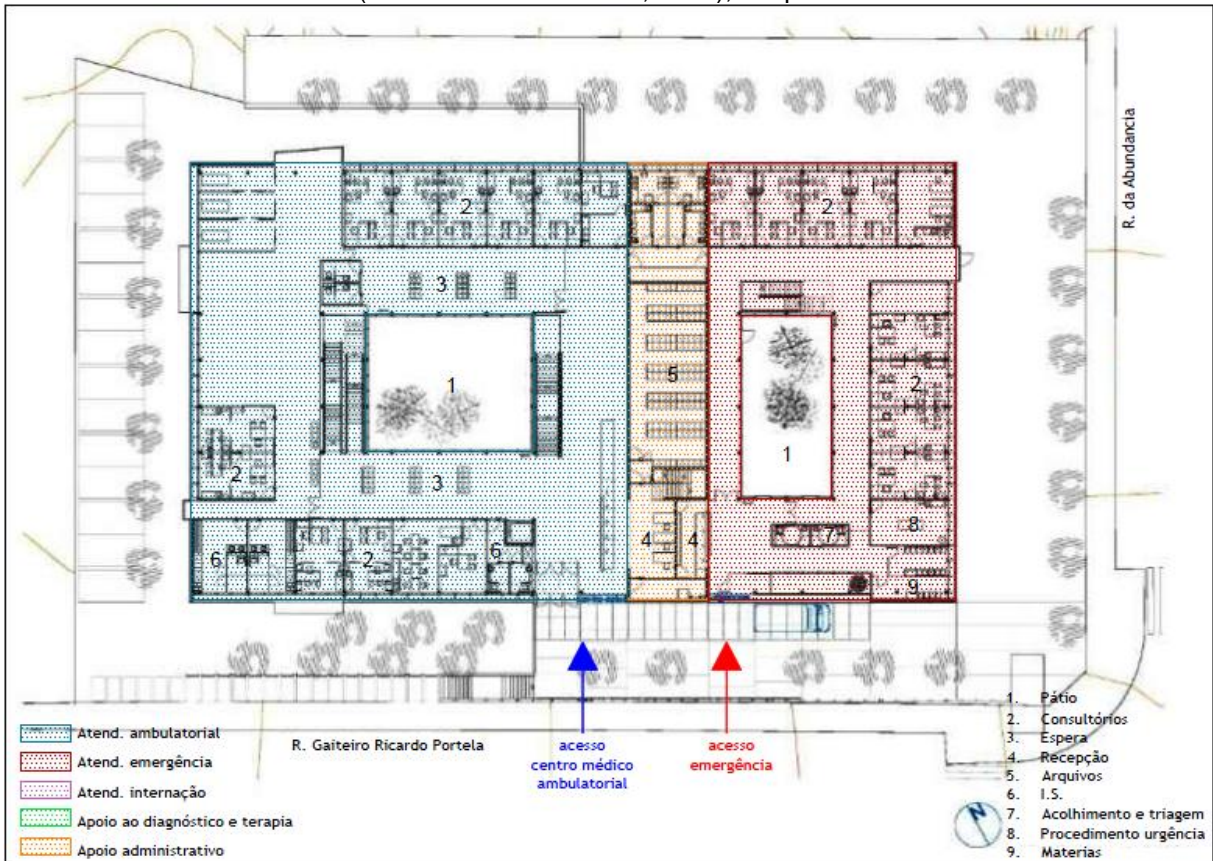 R. da Abundancia
2
2
3
1
5
2
1
2
3
7
8
6
2
6
4
4
9
Atend. ambulatorial
Atend. emergência
Atend. internação
Apoio ao diagnóstico e terapia
Apoio administrativo
R. Gaiteiro Ricardo Portela
acesso
centro médico
ambulatorial
acesso
emergência
1. Pátio
2. Consultórios
3. Espera
4. Recepção
5. Arquivos
6. I.S.
7. Acolhimento e triagem
8. Procedimento urgência
9. Materias
N